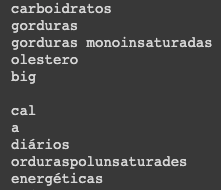 carboidratos
gorduras
gorduras monoinsaturadas
olestero
big

cal
a
diários
orduraspolunsaturades
energéticas